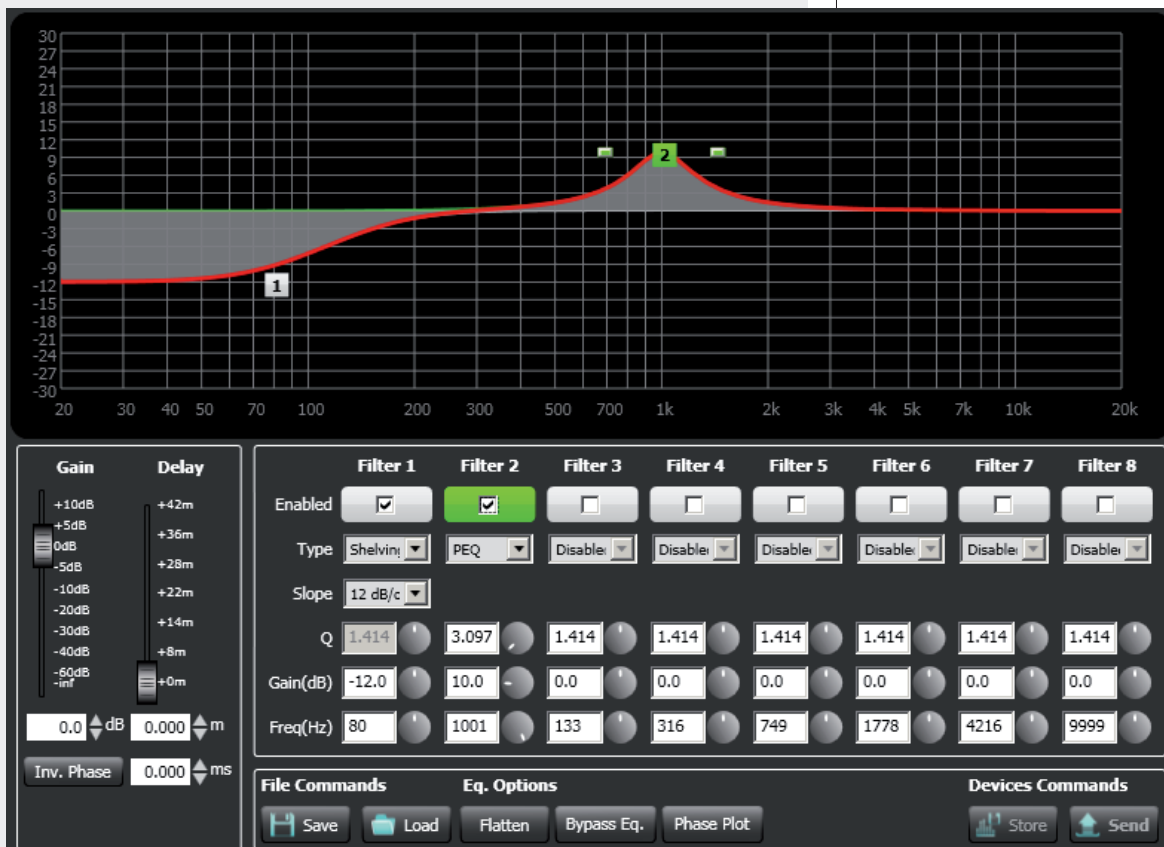 30
27
24
21
18
15
12
9
6
3
0
-3
-6
-9
-12
-15
-18
-21
-24
-27
-30
2
1
20 30 40 50 70 100 200 300 500 700 1k 2k 3k 4k 5k 7k 10k 20k
Gain Delay
+10dB
+5dB
0dB
-5dB
-10dB
-20dB
-30dB
-40dB
-60dB
-inf
+42m
+36m
+28m
+22m
+14m
+8m
+0m
0.0 dB 0.000 m
Inv. Phase 0.000 ms
Filter 1 Filter 2 Filter 3 Filter 4 Filter 5 Filter 6 Filter 7 Filter 8
Enabled
Type Shelving PEQ Disable Disable Disable Disable Disable Disable
Slope 12 dB/c
Q 1.414 3.097 1.414 1.414 1.414 1.414 1.414 1.414
Gain(dB) -12.0 10.0 0.0 0.0 0.0 0.0 0.0 0.0
Freq(Hz) 80 1001 133 316 749 1778 4216 9999
File Commands Eq. Options Devices Commands
Save Load Flatten Bypass Eq. Phase Plot Store Send